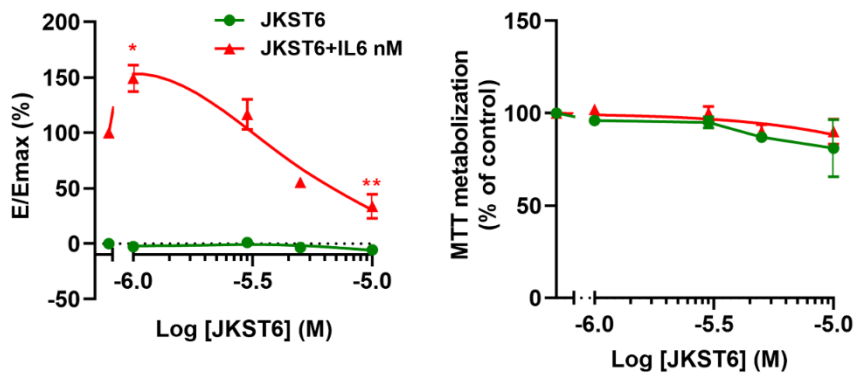 JKST6
JKST6+IL6 nM
E/Emax (%)
200
150
100
50
0
-50
*
**
-6.0
-5.5
-5.0
Log [JKST6] (M)
MTT metabolization
(% of control)
150
100
50
0
-6.0
-5.5
-5.0
Log [JKST6] (M)